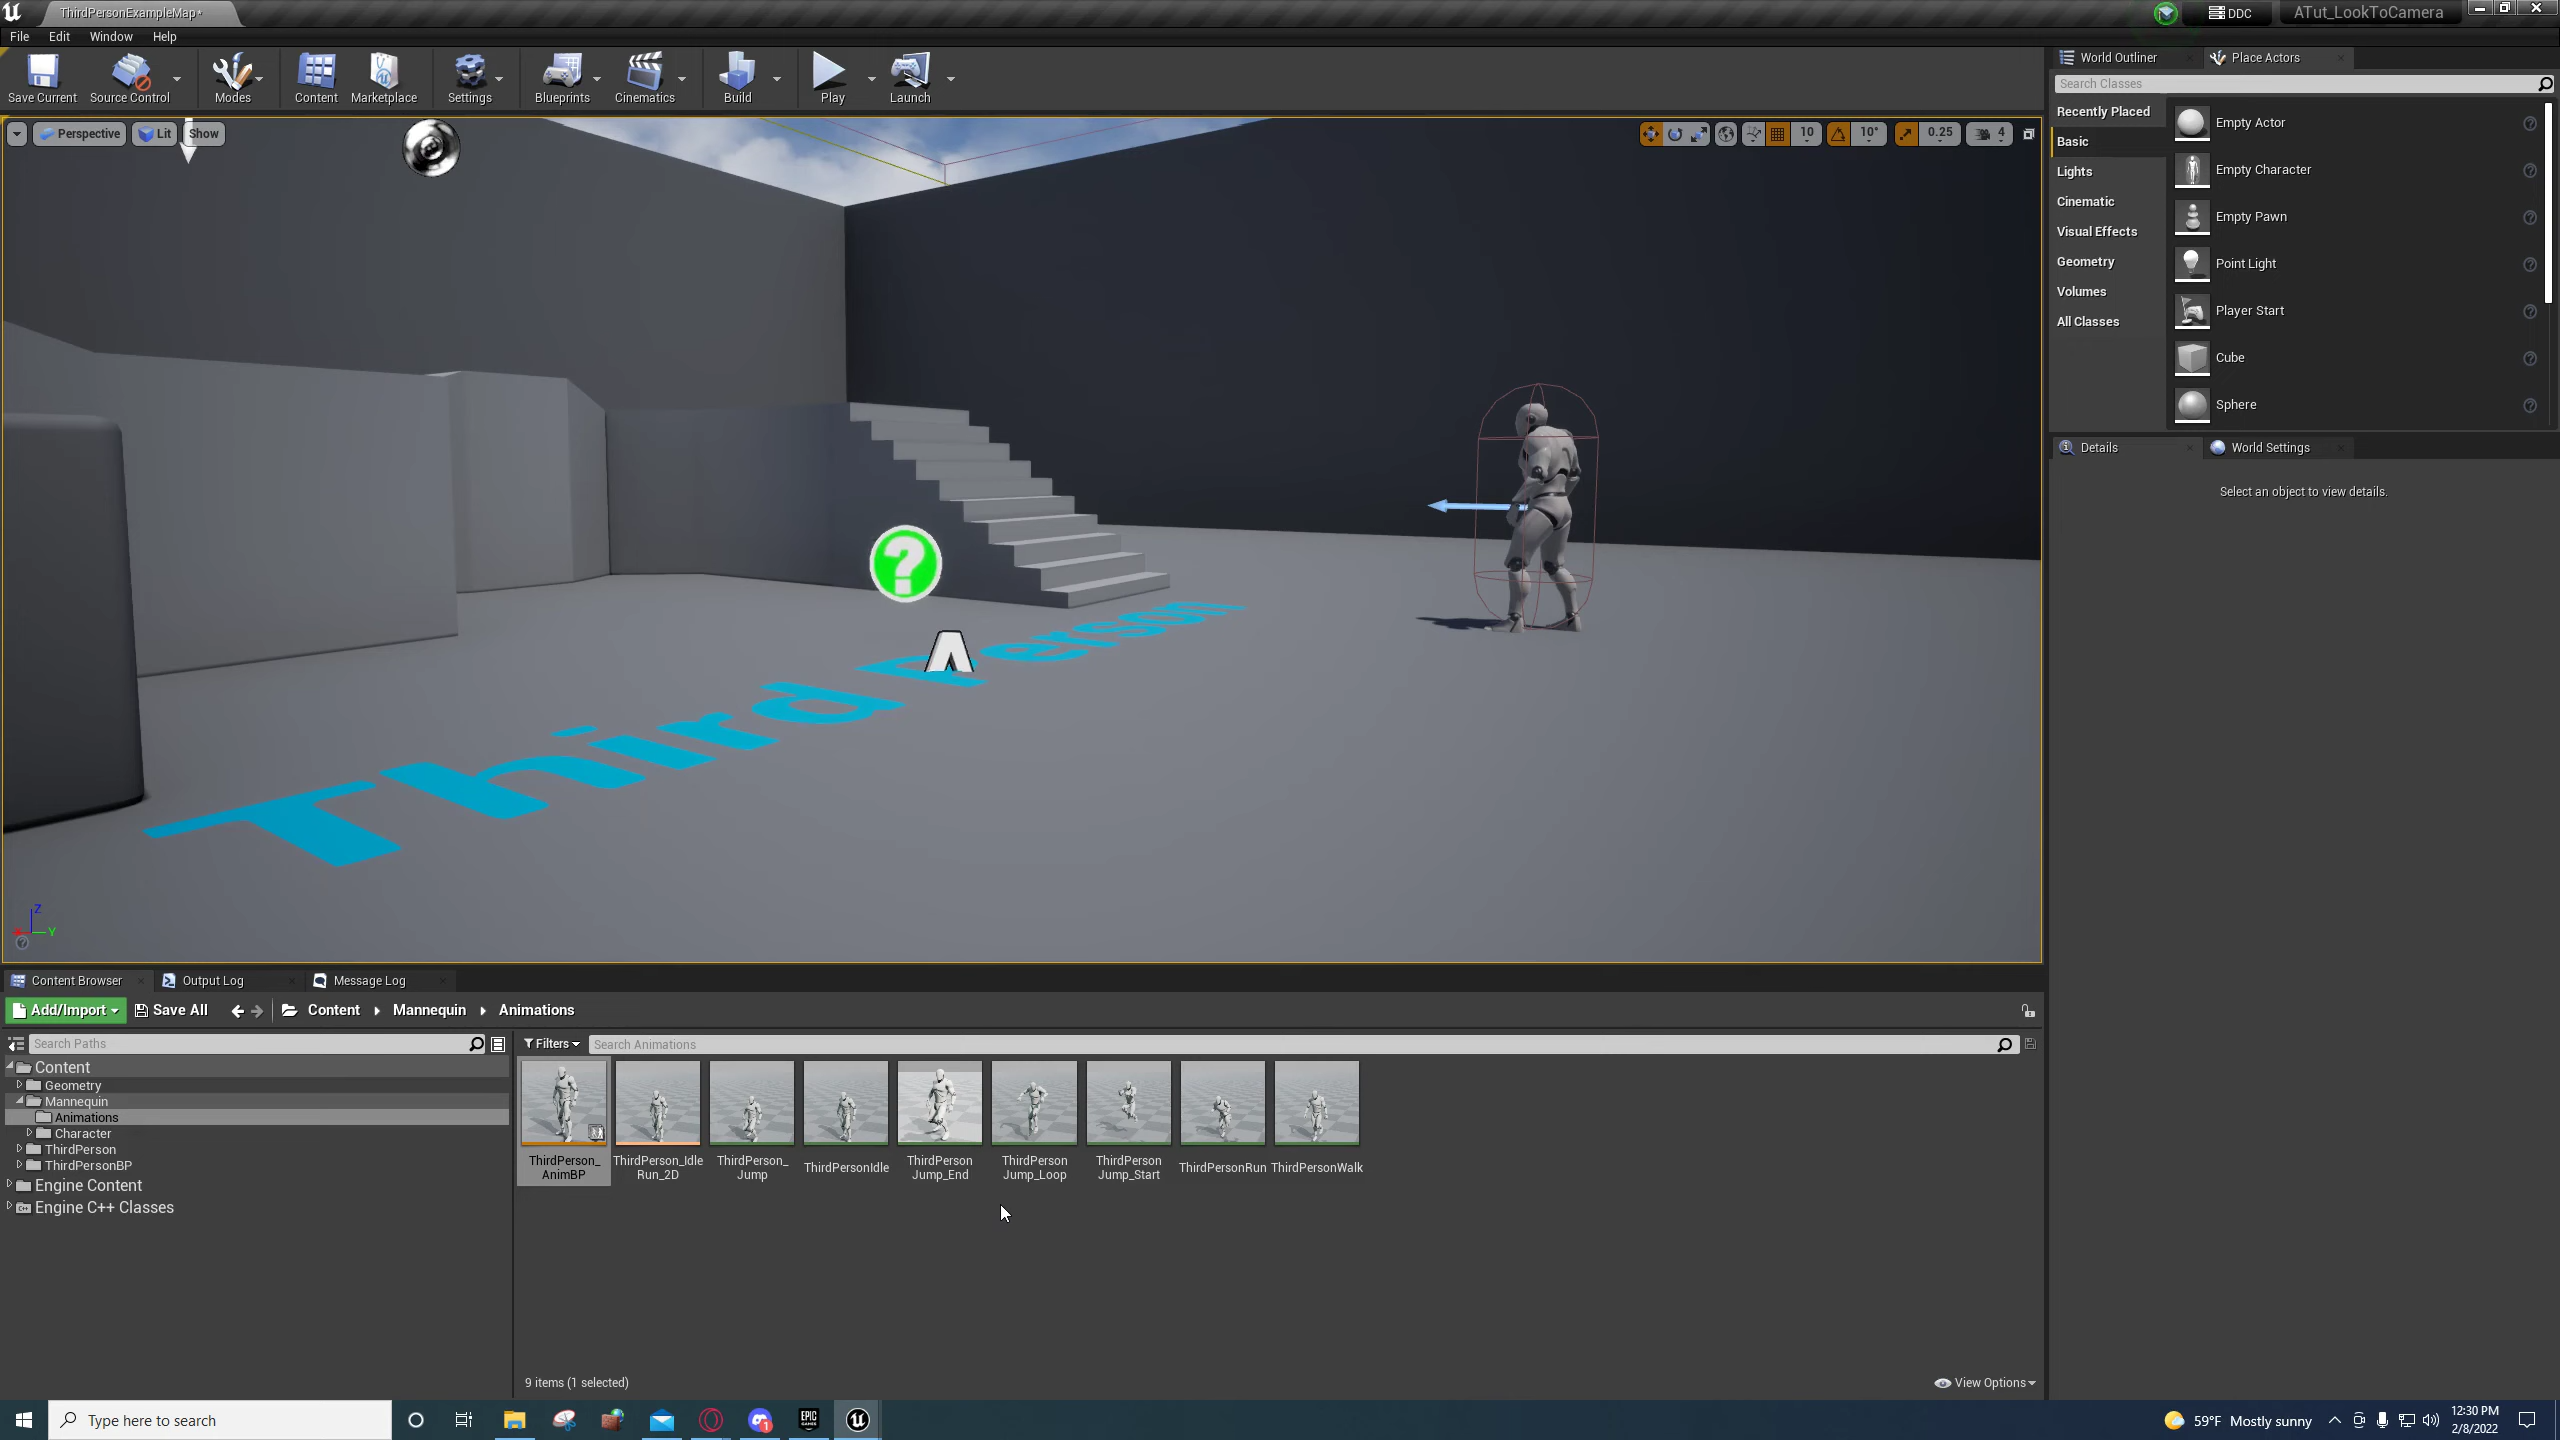 ThirdPersonExampleMap*
DDC
ATut_LookToCamera
File Edit Window Help
Save Current
Source Control
Modes
Content
Marketplace
Settings
Blueprints
Cinematics
Build
Play
Launch
Perspective
Lit
Show
10
10°
0.25
4
Third Person
Z
Y
World Outliner
Place Actors
Search Classes
Recently Placed
Basic
Lights
Cinematic
Visual Effects
Geometry
Volumes
All Classes
Empty Actor
Empty Character
Empty Pawn
Point Light
Player Start
Cube
Sphere
Details
World Settings
Select an object to view details.
Content Browser
Output Log
Message Log
Add/Import
Save All
Content
Mannequin
Animations
Search Paths
Content
Geometry
Mannequin
Animations
Character
ThirdPerson
ThirdPersonBP
Engine Content
Engine C++ Classes
Filters
Search Animations
ThirdPerson_
AnimBP
ThirdPerson_Idle
Run_2D
ThirdPerson_
Jump
ThirdPersonIdle
ThirdPerson
Jump_End
ThirdPerson
Jump_Loop
ThirdPerson
Jump_Start
ThirdPersonRun
ThirdPersonWalk
9 items (1 selected)
View Options
Type here to search
EPIC
GAMES
1
59°F Mostly sunny
12:30 PM
2/8/2022